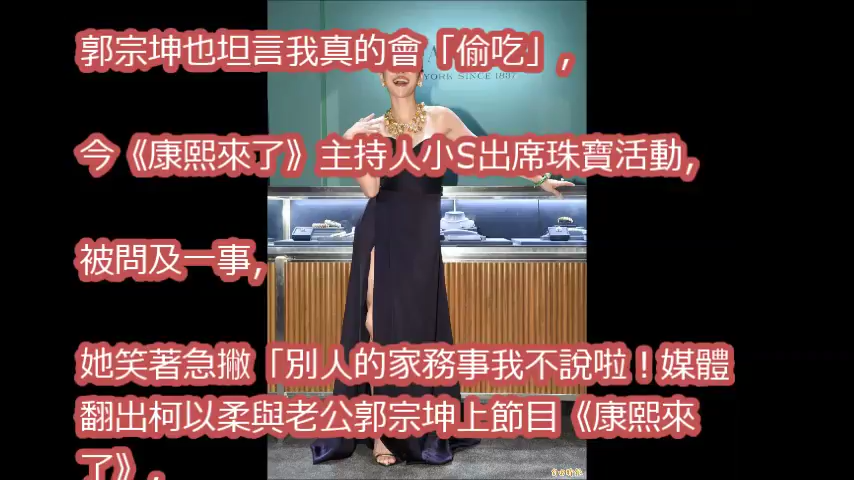 郭宗坤也坦言我真的會「偷吃」,
YORK SINCE 1837
今《康熙來了》主持人小S出席珠寶活動,
被問及一事,
她笑著急撇「別人的家務事我不說啦！媒體
翻出柯以柔與老公郭宗坤上節目《康熙來
了》,